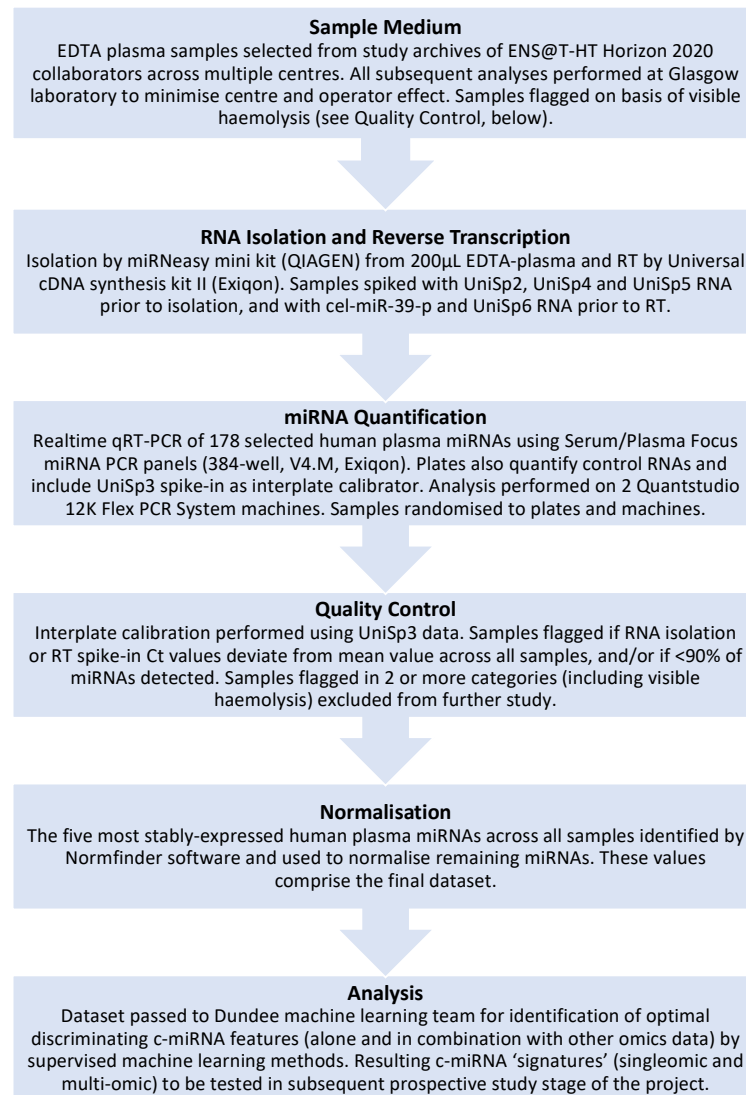 Sample Medium
EDTA plasma samples selected from study archives of ENS@T-HT Horizon 2020
collaborators across multiple centres. All subsequent analyses performed at Glasgow
laboratory to minimise centre and operator effect. Samples flagged on basis of visible
haemolysis (see Quality Control, below).
RNA Isolation and Reverse Transcription
Isolation by miRNeasy mini kit (QIAGEN) from 200µL EDTA-plasma and RT by Universal
cDNA synthesis kit II (Exiqon). Samples spiked with UniSp2, UniSp4 and UniSp5 RNA
prior to isolation, and with cel-miR-39-p and UniSp6 RNA prior to RT.
miRNA Quantification
Realtime qRT-PCR of 178 selected human plasma miRNAs using Serum/Plasma Focus
miRNA PCR panels (384-well, V4.M, Exiqon). Plates also quantify control RNAs and
include UniSp3 spike-in as interplate calibrator. Analysis performed on 2 Quantstudio
12K Flex PCR System machines. Samples randomised to plates and machines.
Quality Control
Interplate calibration performed using UniSp3 data. Samples flagged if RNA isolation
or RT spike-in Ct values deviate from mean value across all samples, and/or if <90% of
miRNAs detected. Samples flagged in 2 or more categories (including visible
haemolysis) excluded from further study.
Normalisation
The five most stably-expressed human plasma miRNAs across all samples identified by
Normfinder software and used to normalise remaining miRNAs. These values
comprise the final dataset.
Analysis
Dataset passed to Dundee machine learning team for identification of optimal
discriminating c-miRNA features (alone and in combination with other omics data) by
supervised machine learning methods. Resulting c-miRNA ‘signatures’ (singleomic and
multi-omic) to be tested in subsequent prospective study stage of the project.